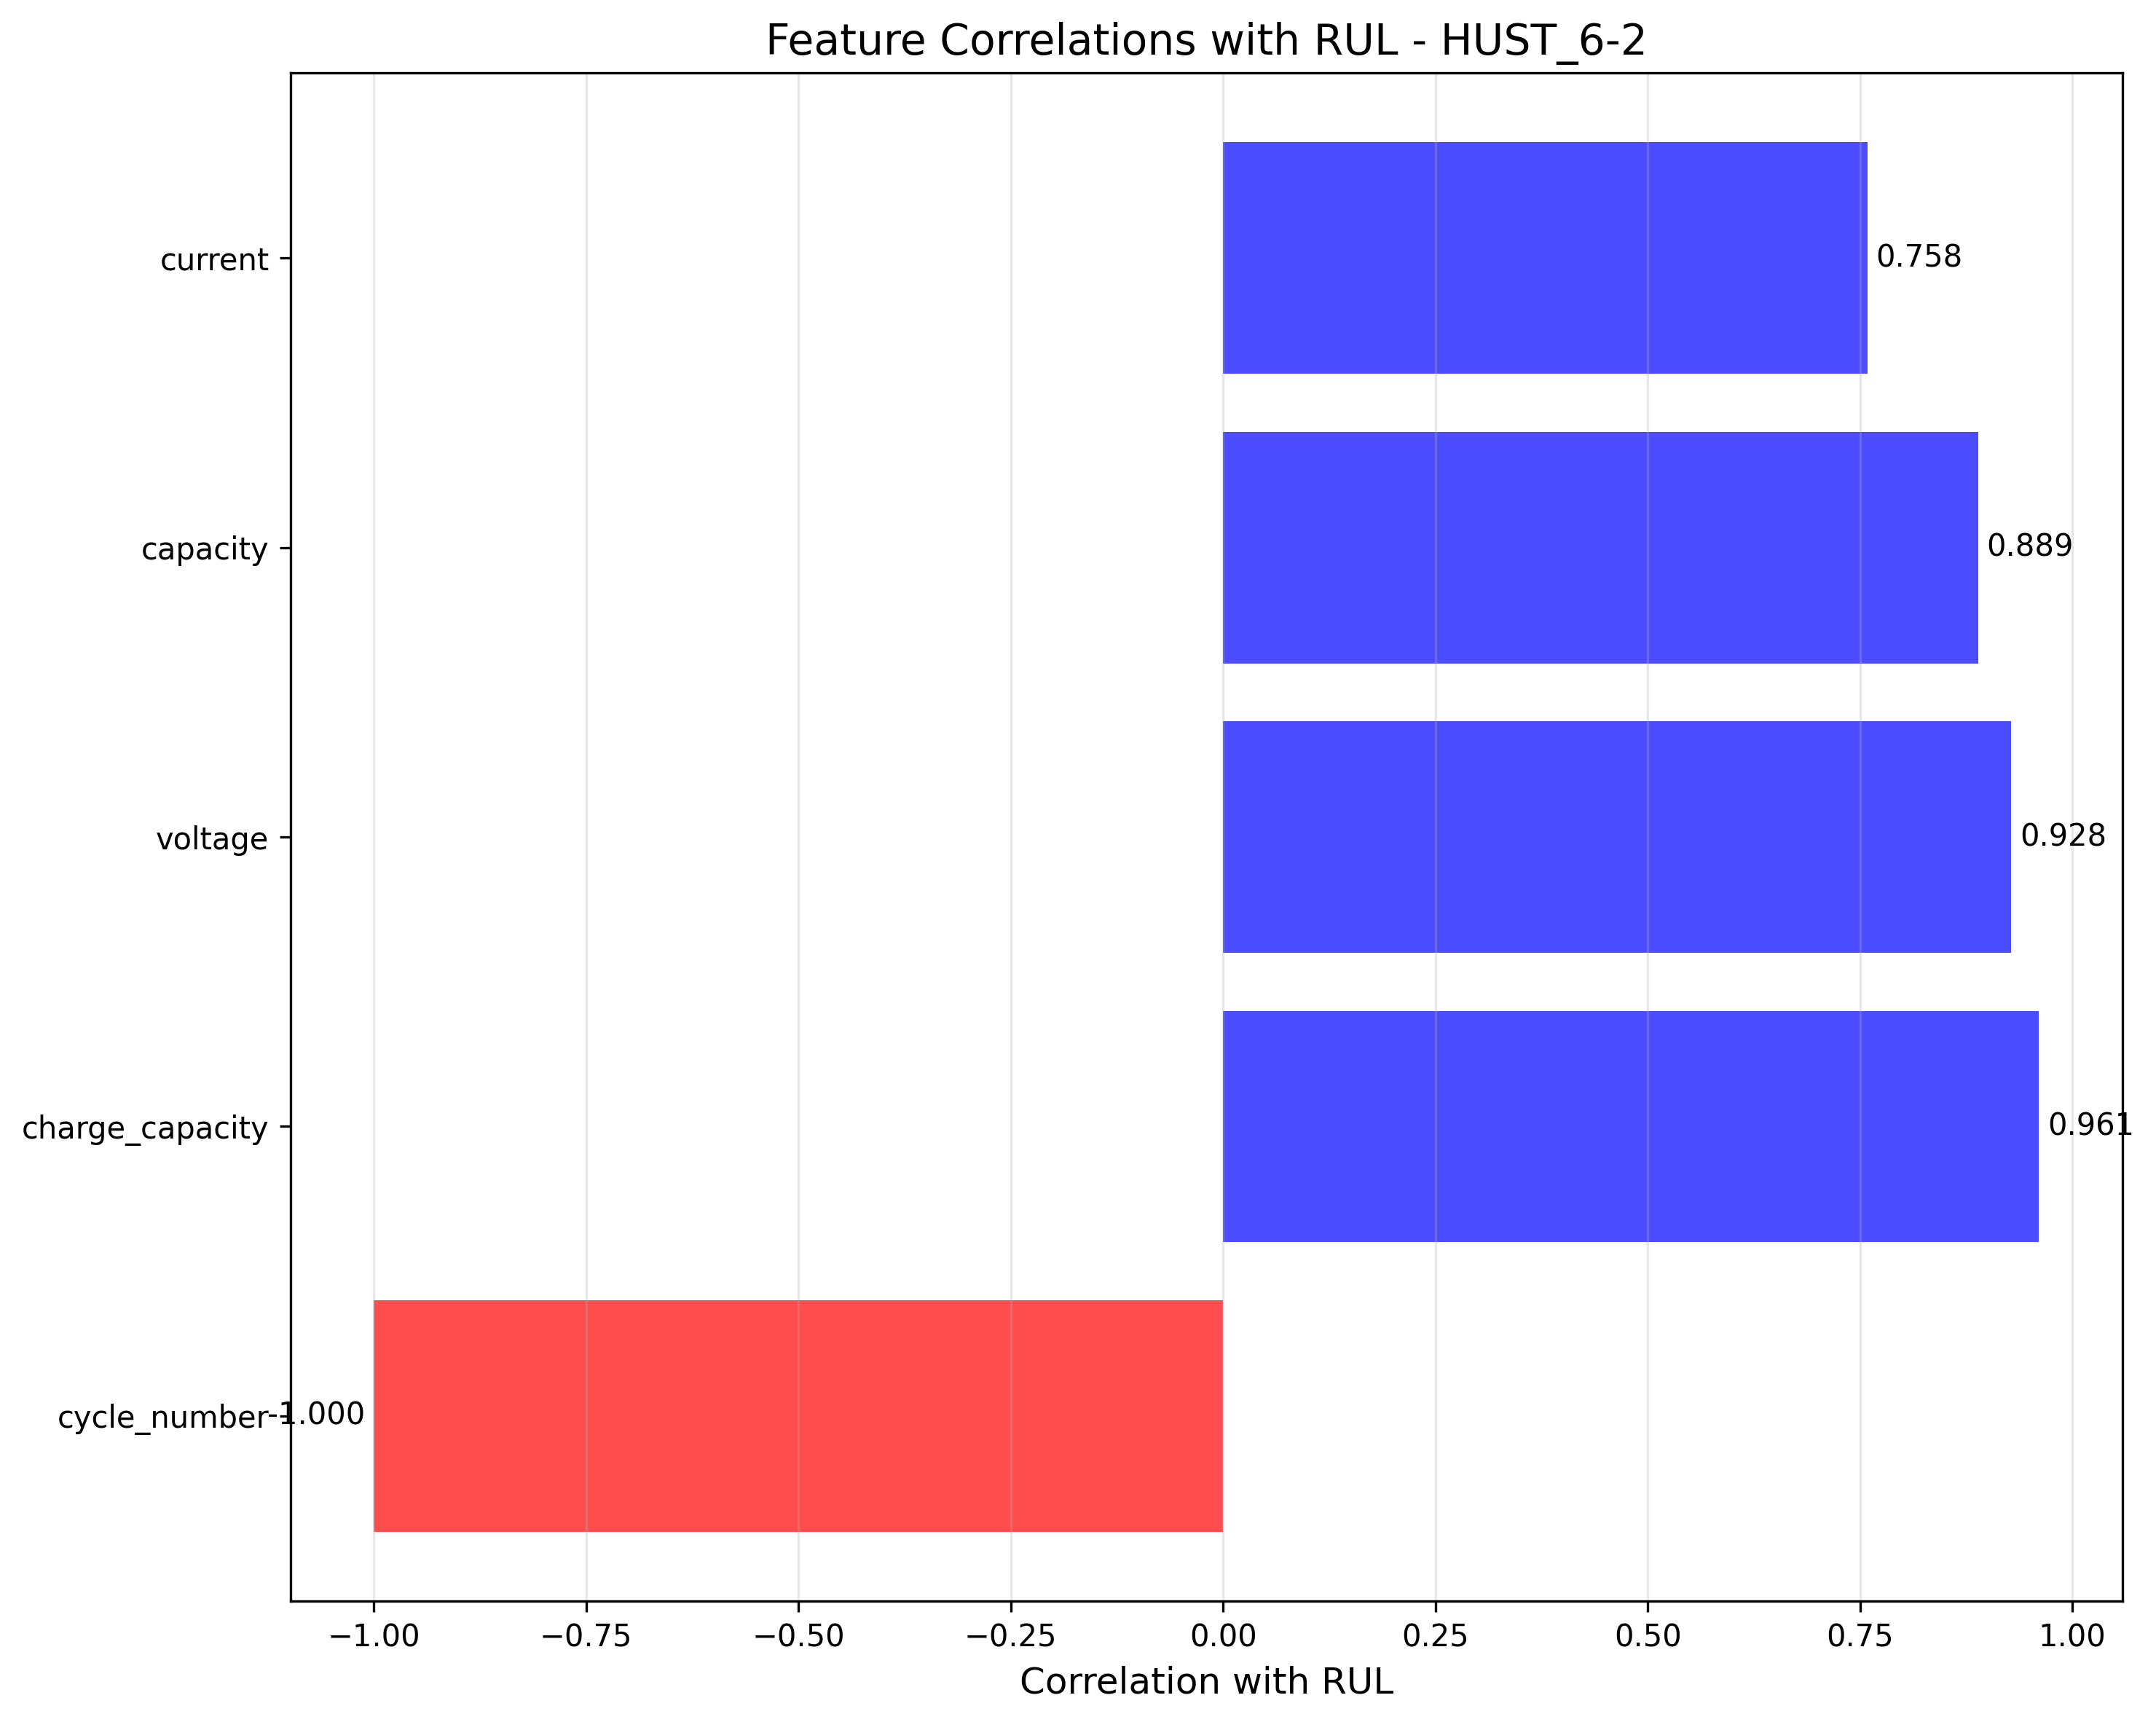 Feature Correlations with RUL - HUST_6-2
current
0.758
capacity
0.889
voltage
0.928
charge_capacity
0.961
cycle_number
-1.000
−1.00
−0.75
−0.50
−0.25
0.00
0.25
0.50
0.75
1.00
Correlation with RUL